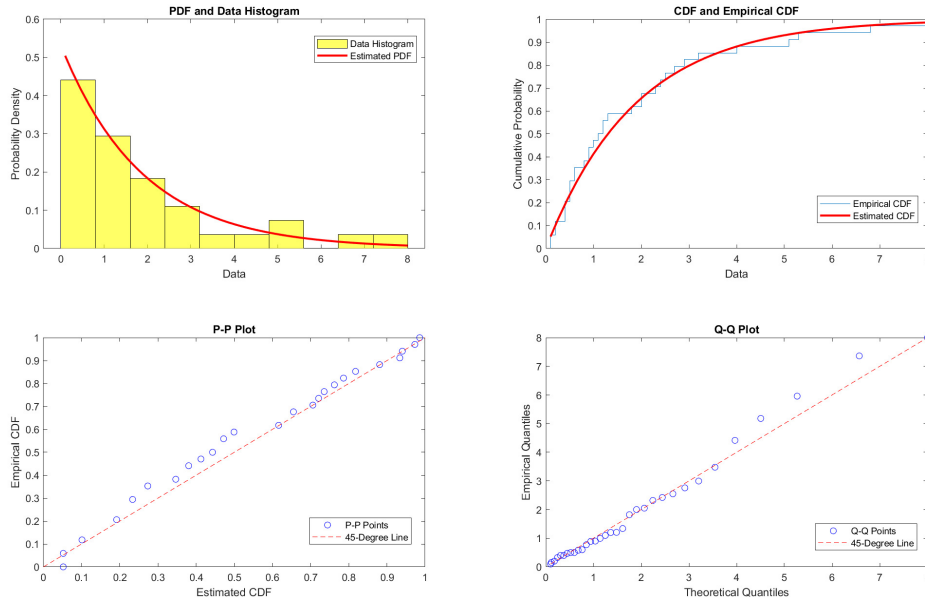 PDF and Data Histogram
0.6
0.5
0.4
0.3
0.2
0.1
0
Probability Density
Data Histogram
Estimated PDF
0 1 2 3 4 5 6 7 8
Data
CDF and Empirical CDF
1
0.9
0.8
0.7
0.6
0.5
0.4
0.3
0.2
0.1
0
Cumulative Probability
Empirical CDF
Estimated CDF
0 1 2 3 4 5 6 7
Data
P-P Plot
1
0.9
0.8
0.7
0.6
0.5
0.4
0.3
0.2
0.1
0
Empirical CDF
P-P Points
45-Degree Line
0 0.1 0.2 0.3 0.4 0.5 0.6 0.7 0.8 0.9 1
Estimated CDF
Q-Q Plot
8
7
6
5
4
3
2
1
0
Empirical Quantiles
Q-Q Points
45-Degree Line
0 1 2 3 4 5 6 7
Theoretical Quantiles